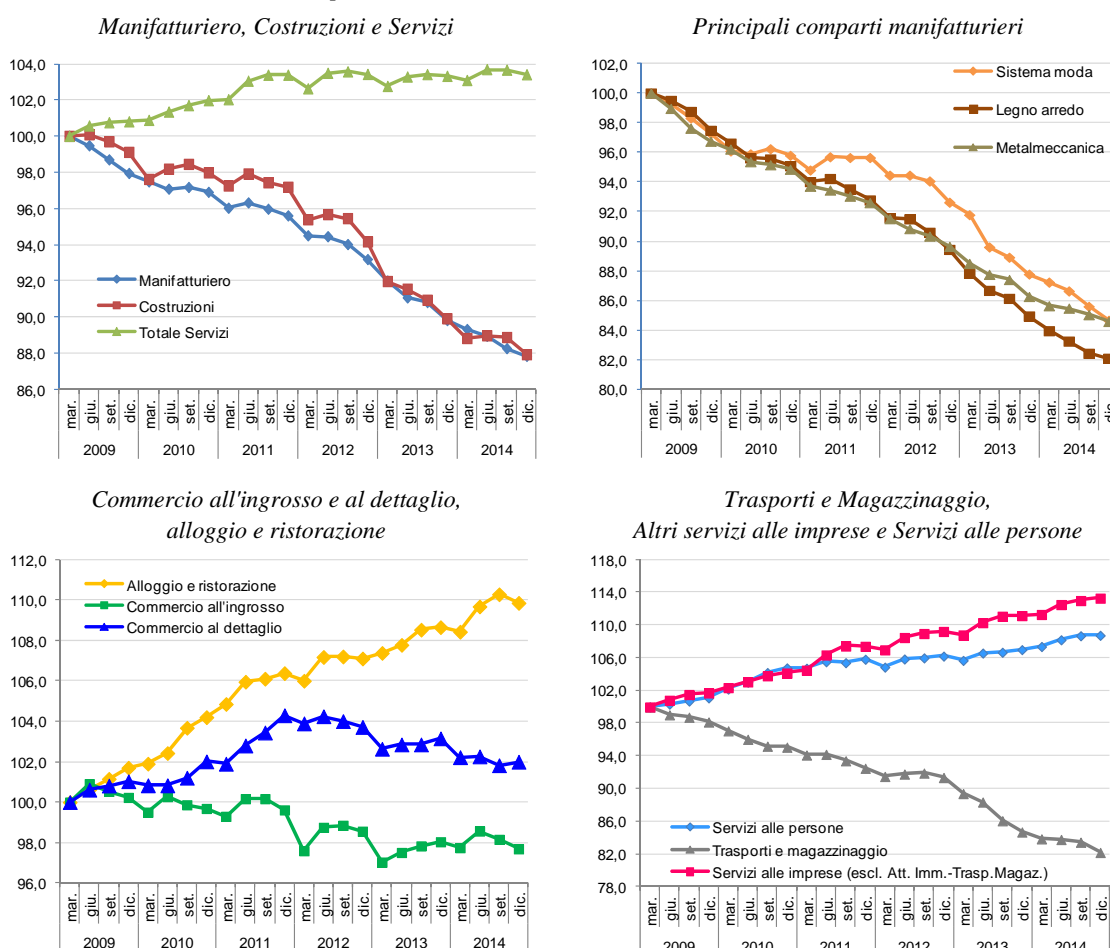 Manifatturiero, Costruzioni e Servizi
104,0
102,0
100,0
98,0
96,0
94,0
92,0
90,0
88,0
86,0
Manifatturiero
Costruzioni
Totale Servizi
mar. giu. set. dic. mar. giu. set. dic. mar. giu. set. dic. mar. giu. set. dic. mar. giu. set. dic. mar. giu. set. dic.
2009 2010 2011 2012 2013 2014
Principali comparti manifatturieri
102,0
100,0
98,0
96,0
94,0
92,0
90,0
88,0
86,0
84,0
82,0
80,0
Sistema moda
Legno arredo
Metalmeccanica
mar. giu. set. dic. mar. giu. set. dic. mar. giu. set. dic. mar. giu. set. dic. mar. giu. set. dic. mar. giu. set. dic.
2009 2010 2011 2012 2013 2014
Commercio all'ingrosso e al dettaglio,
alloggio e ristorazione
112,0
110,0
108,0
106,0
104,0
102,0
100,0
98,0
96,0
Alloggio e ristorazione
Commercio all'ingrosso
Commercio al dettaglio
mar. giu. set. dic. mar. giu. set. dic. mar. giu. set. dic. mar. giu. set. dic. mar. giu. set. dic. mar. giu. set. dic.
2009 2010 2011 2012 2013 2014
Trasporti e Magazzinaggio,
Altri servizi alle imprese e Servizi alle persone
118,0
114,0
110,0
106,0
102,0
98,0
94,0
90,0
86,0
82,0
78,0
Servizi alle persone
Trasporti e magazzinaggio
Servizi alle imprese (escl. Att. Imm.-Trasp.Magaz.)
mar. giu. set. dic. mar. giu. set. dic. mar. giu. set. dic. mar. giu. set. dic. mar. giu. set. dic. mar. giu. set. dic.
2009 2010 2011 2012 2013 2014